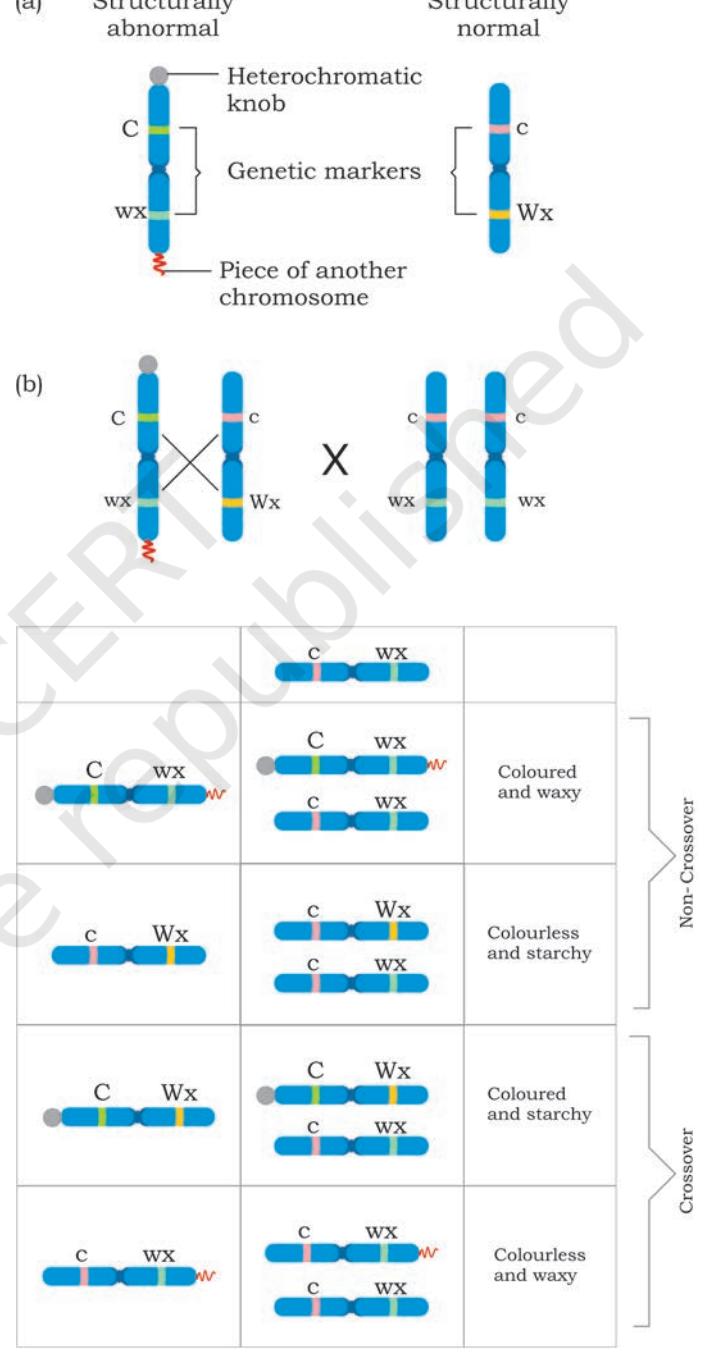 (a)
Structurally
abnormal
Structurally
normal
Heterochromatic
knob
C
c
Genetic markers
wx
Wx
Piece of another
chromosome
(b)
C
c
c
c
X
wx
Wx
wx
wx
c
wx
C
wx
C
wx
c
wx
Coloured
and waxy
c
Wx
c
Wx
c
wx
Colourless
and starchy
Non-Crossover
C
Wx
C
Wx
c
wx
Coloured
and starchy
c
wx
c
wx
c
wx
Colourless
and waxy
Crossover
republished